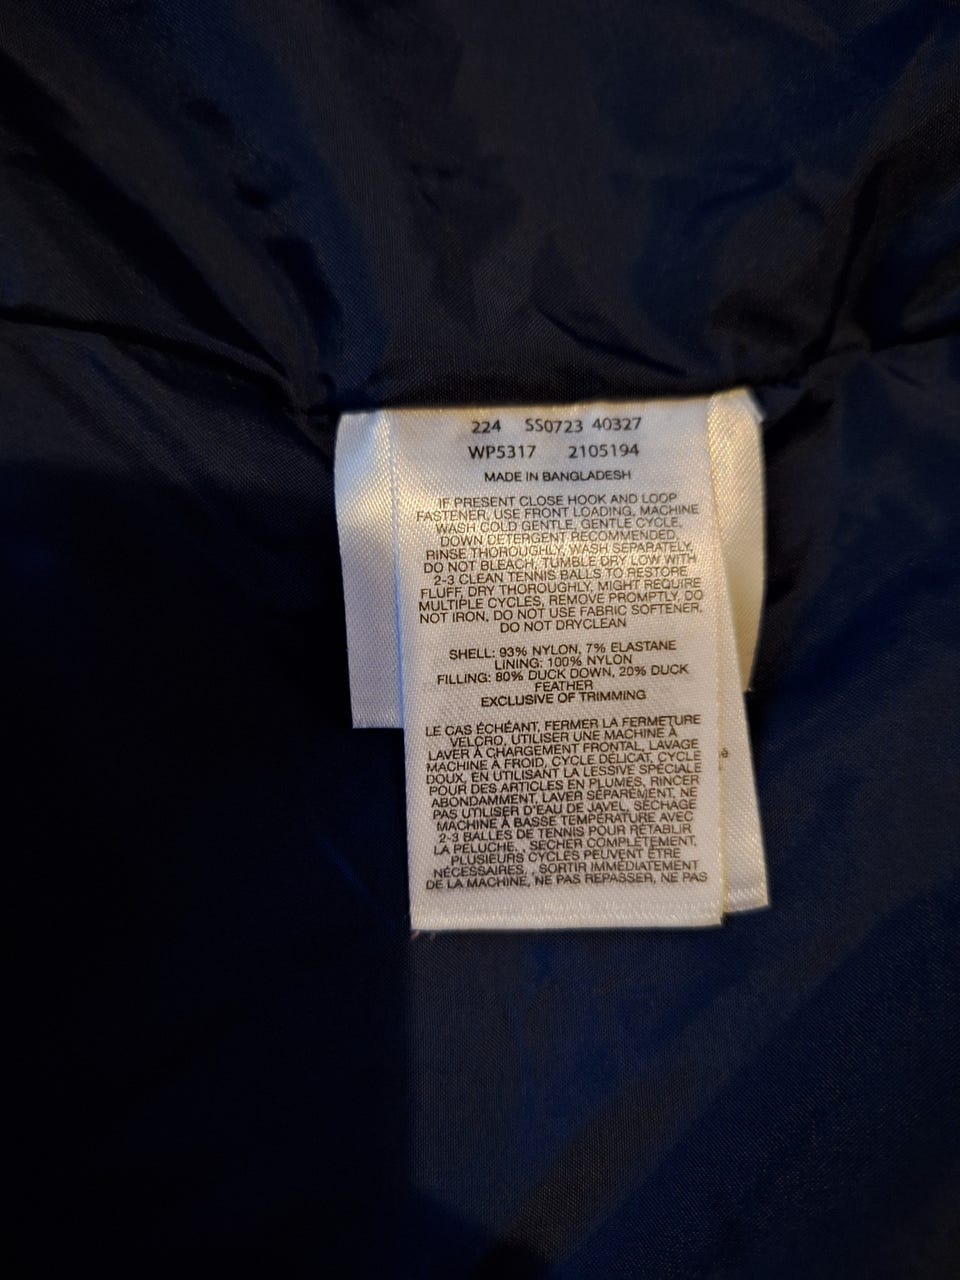 224 SS0723 40327
WP5317 2105194
MADE IN BANGLADESH
IF PRESENT CLOSE HOOK AND LOOP
FASTENER, USE FRONT LOADING, MACHINE
WASH COLD GENTLE, GENTLE CYCLE,
DOWN DETERGENT RECOMMENDED,
RINSE THOROUGHLY, WASH SEPARATELY,
DO NOT BLEACH, TUMBLE DRY LOW WITH
2-3 CLEAN TENNIS BALLS TO RESTORE
FLUFF, DRY THOROUGHLY, MIGHT REQUIRE
MULTIPLE CYCLES, REMOVE PROMPTLY, DO
NOT IRON, DO NOT USE FABRIC SOFTENER,
DO NOT DRYCLEAN
SHELL: 93% NYLON, 7% ELASTANE
LINING: 100% NYLON
FILLING: 80% DUCK DOWN, 20% DUCK
FEATHER
EXCLUSIVE OF TRIMMING
LE CAS ÉCHÉANT, FERMER LA FERMETURE
VELCRO, UTILISER UNE MACHINE À
LAVER À CHARGEMENT FRONTAL, LAVAGE
MACHINE À FROID, CYCLE DÉLICAT, CYCLE
DOUX, EN UTILISANT LA LESSIVE SPÉCIALE
POUR DES ARTICLES EN PLUMES, RINCER
ABONDAMMENT, LAVER SÉPARÉMENT, NE
PAS UTILISER D'EAU DE JAVEL, SÉCHAGE
MACHINE À BASSE TEMPÉRATURE AVEC
2-3 BALLES DE TENNIS POUR RÉTABLIR
LA PELUCHE, , SÉCHER COMPLÈTEMENT,
PLUSIEURS CYCLES PEUVENT ÊTRE
NÉCESSAIRES, , SORTIR IMMÉDIATEMENT
DE LA MACHINE, NE PAS REPASSER, NE PAS